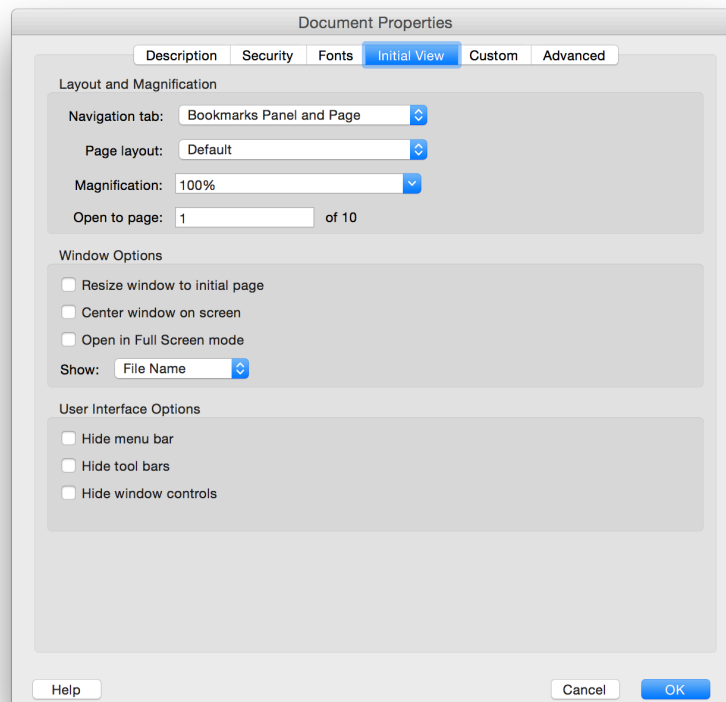 Document Properties
Description Security Fonts Initial View Custom Advanced
Layout and Magnification
Navigation tab: Bookmarks Panel and Page
Page layout: Default
Magnification: 100%
Open to page: 1 of 10
Window Options
Resize window to initial page
Center window on screen
Open in Full Screen mode
Show: File Name
User Interface Options
Hide menu bar
Hide tool bars
Hide window controls
Help Cancel OK